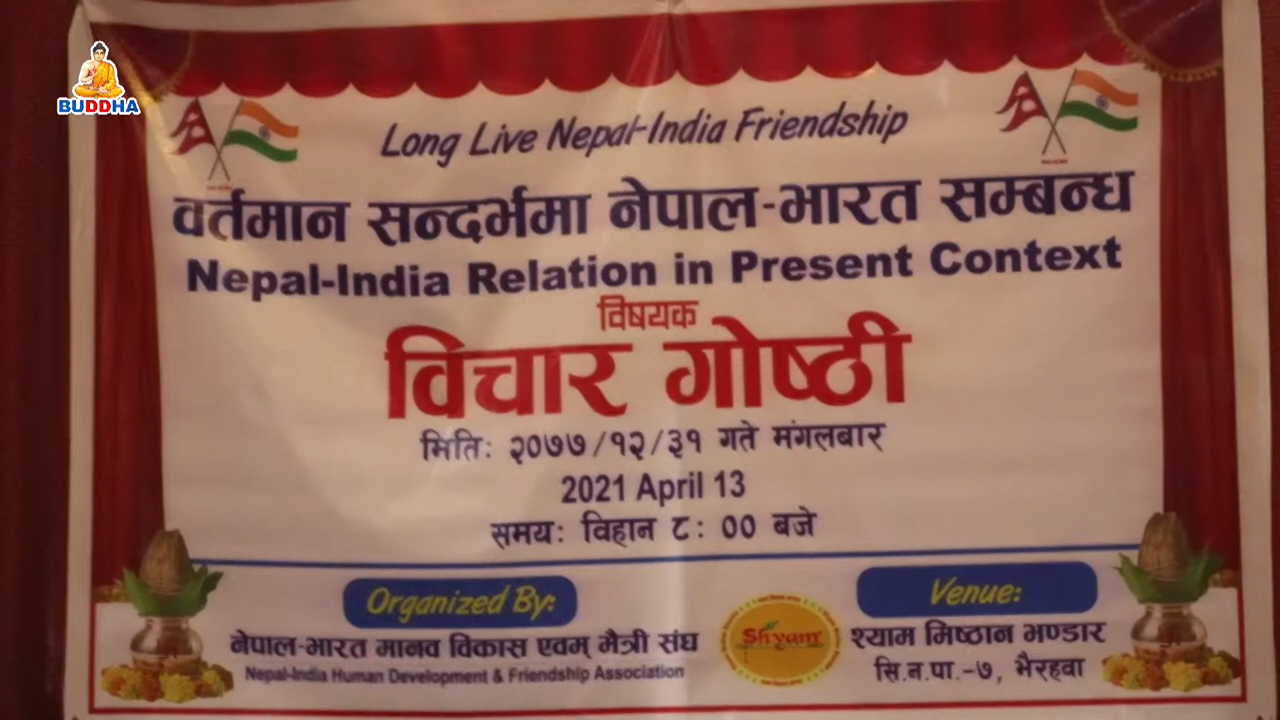 BUDDHA
Long Live Nepal-India Friendship
वर्तमान सन्दर्भमा नेपाल-भारत सम्बन्ध
Nepal-India Relation in Present Context
विषयक
विचार गोष्ठी
मितिः २०७७/१२/३१ गते मंगलबार
2021 April 13
समयः विहान ८ः ०० बजे
Organized By:
नेपाल-भारत मानव विकास एवम् मैत्री संघ
Nepal-India Human Development & Friendship Association
Shyam
Venue:
श्याम मिष्ठान भण्डार
सि.न.पा.-७, भैरहवा